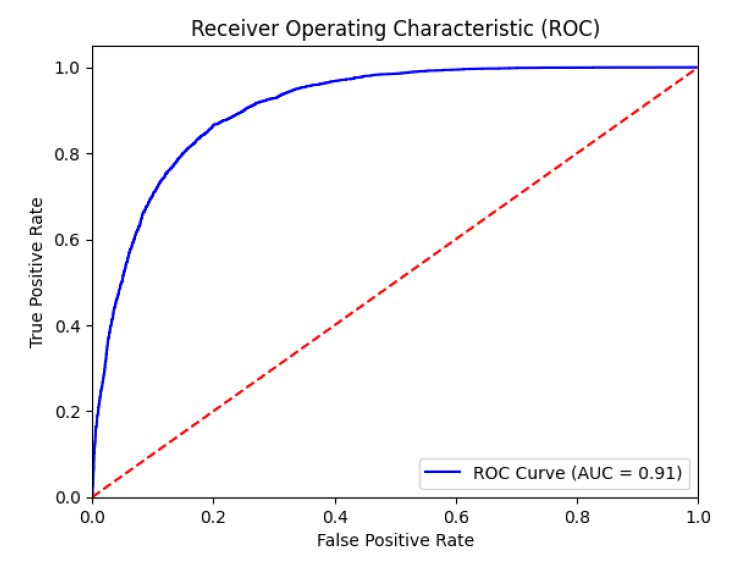 Receiver Operating Characteristic (ROC)
1.0
0.8
0.6
0.4
0.2
0.0
True Positive Rate
ROC Curve (AUC = 0.91)
0.0 0.2 0.4 0.6 0.8 1.0
False Positive Rate